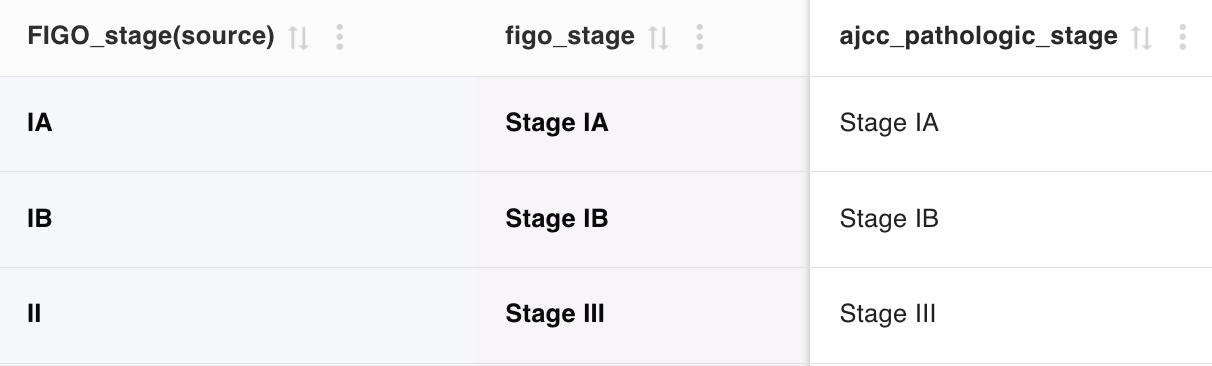 FIGO_stage(source) figo_stage ajcc_pathologic_stage
IA Stage IA Stage IA
IB Stage IB Stage IB
II Stage III Stage III